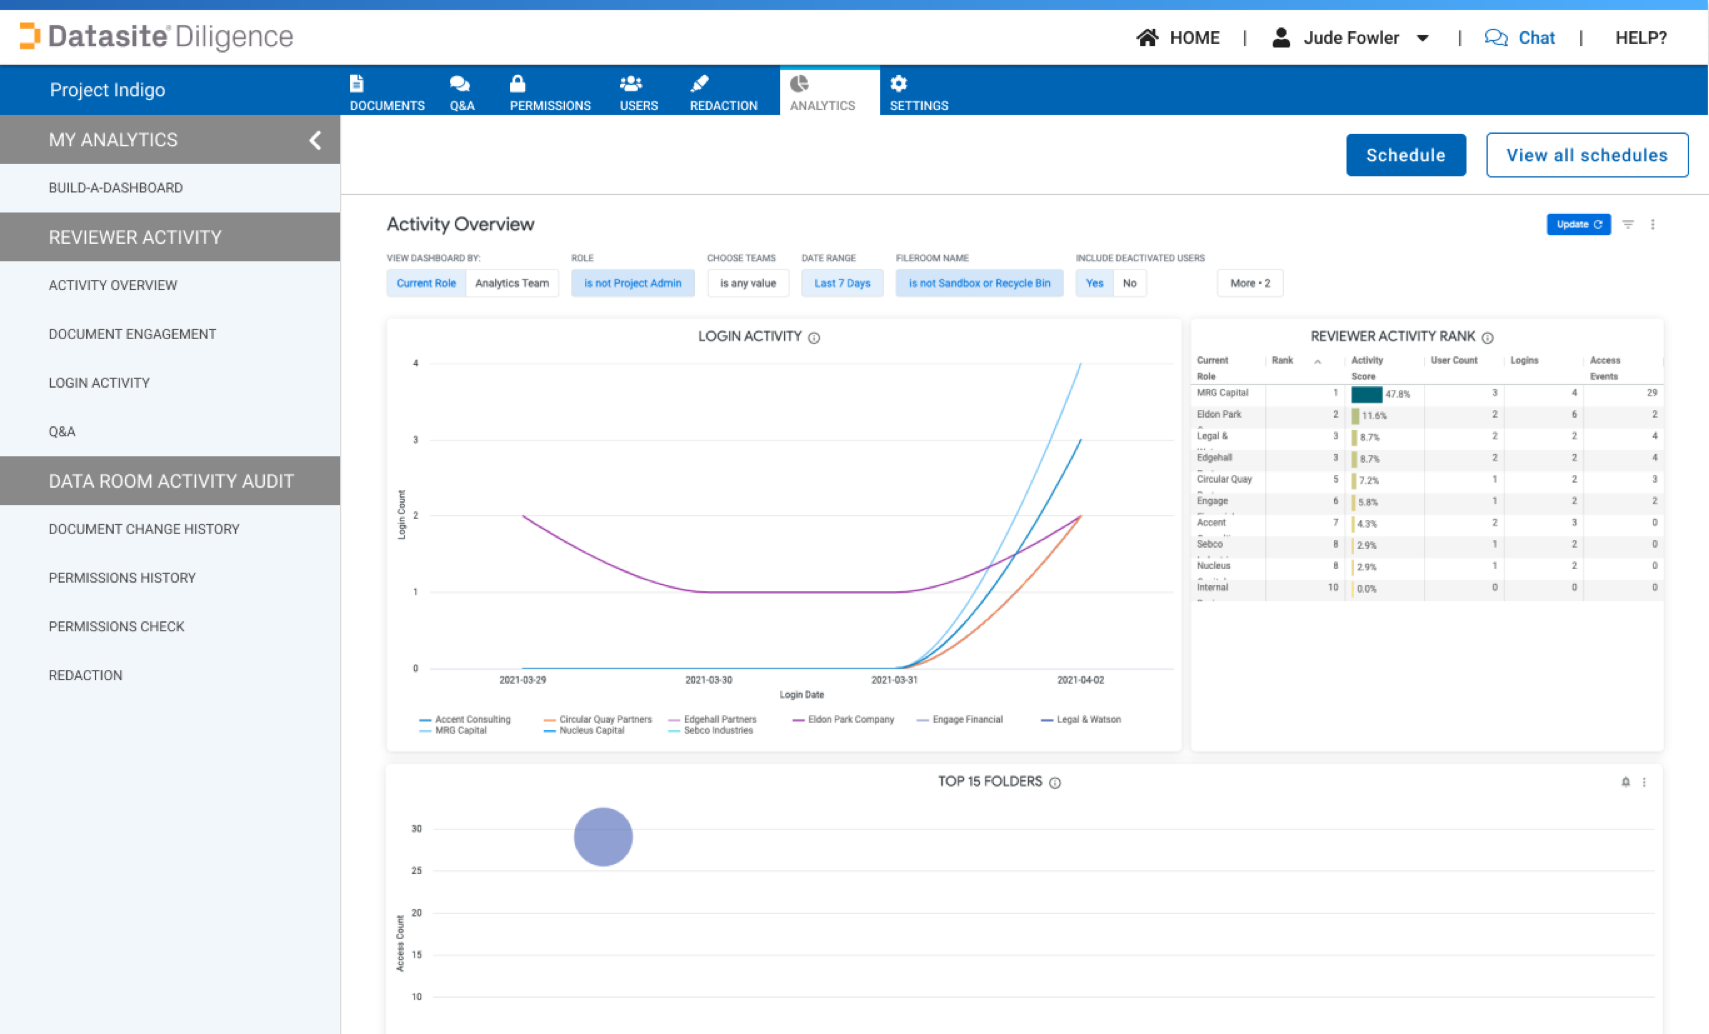 Datasite® Diligence
HOME | Jude Fowler | Chat | HELP?
Project Indigo
DOCUMENTS Q&A PERMISSIONS USERS REDACTION ANALYTICS SETTINGS
MY ANALYTICS
BUILD-A-DASHBOARD
REVIEWER ACTIVITY
ACTIVITY OVERVIEW
DOCUMENT ENGAGEMENT
LOGIN ACTIVITY
Q&A
DATA ROOM ACTIVITY AUDIT
DOCUMENT CHANGE HISTORY
PERMISSIONS HISTORY
PERMISSIONS CHECK
REDACTION
Schedule View all schedules
Activity Overview
Update
VIEW DASHBOARD BY: ROLE CHOOSE TEAMS DATE RANGE FILEROOM NAME INCLUDE DEACTIVATED USERS
Current Role Analytics Team is not Project Admin is any value Last 7 Days is not Sandbox or Recycle Bin Yes No More • 2
LOGIN ACTIVITY
4
3
2
1
0
Login Count
2021-03-29 2021-03-30 2021-03-31 2021-04-02
Login Date
Accent Consulting Circular Quay Partners Edgehall Partners Eldon Park Company Engage Financial Legal & Watson
MRG Capital Nucleus Capital Sebco Industries
REVIEWER ACTIVITY RANK
Current Rank Activity User Count Logins Access
Role Score Events
MRG Capital 1 47.8% 3 4 29
Eldon Park 2 11.6% 2 6 2
Legal & 3 8.7% 2 2 4
Edgehall 3 8.7% 2 2 4
Circular Quay 5 7.2% 1 2 3
Engage 6 5.8% 1 2 2
Accent 7 4.3% 2 3 0
Sebco 8 2.9% 1 2 0
Nucleus 8 2.9% 1 2 0
Internal 10 0.0% 0 0 0
TOP 15 FOLDERS
30
25
20
15
10
Access Count